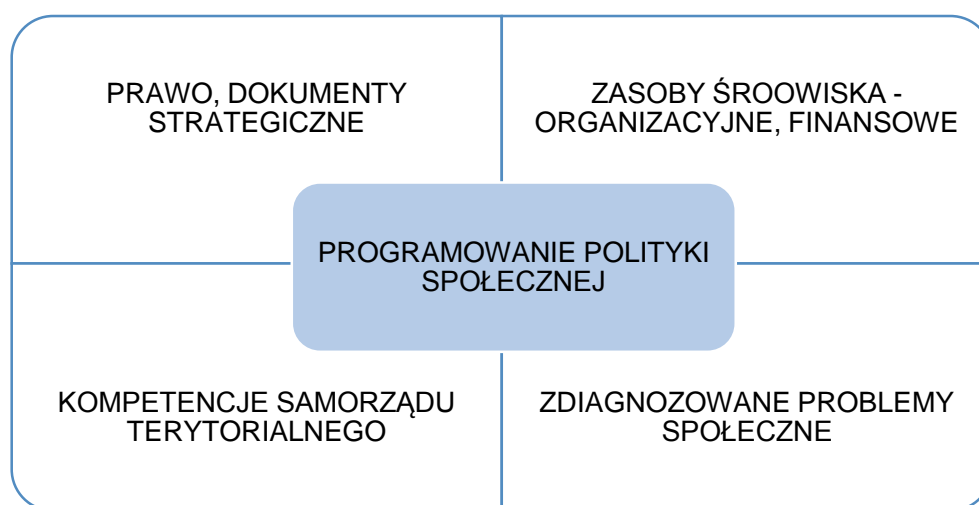 PRAWO, DOKUMENTY
STRATEGICZNE
ZASOBY ŚROOWISKA -
ORGANIZACYJNE, FINANSOWE
PROGRAMOWANIE POLITYKI
SPOŁECZNEJ
KOMPETENCJE SAMORZĄDU
TERYTORIALNEGO
ZDIAGNOZOWANE PROBLEMY
SPOŁECZNE